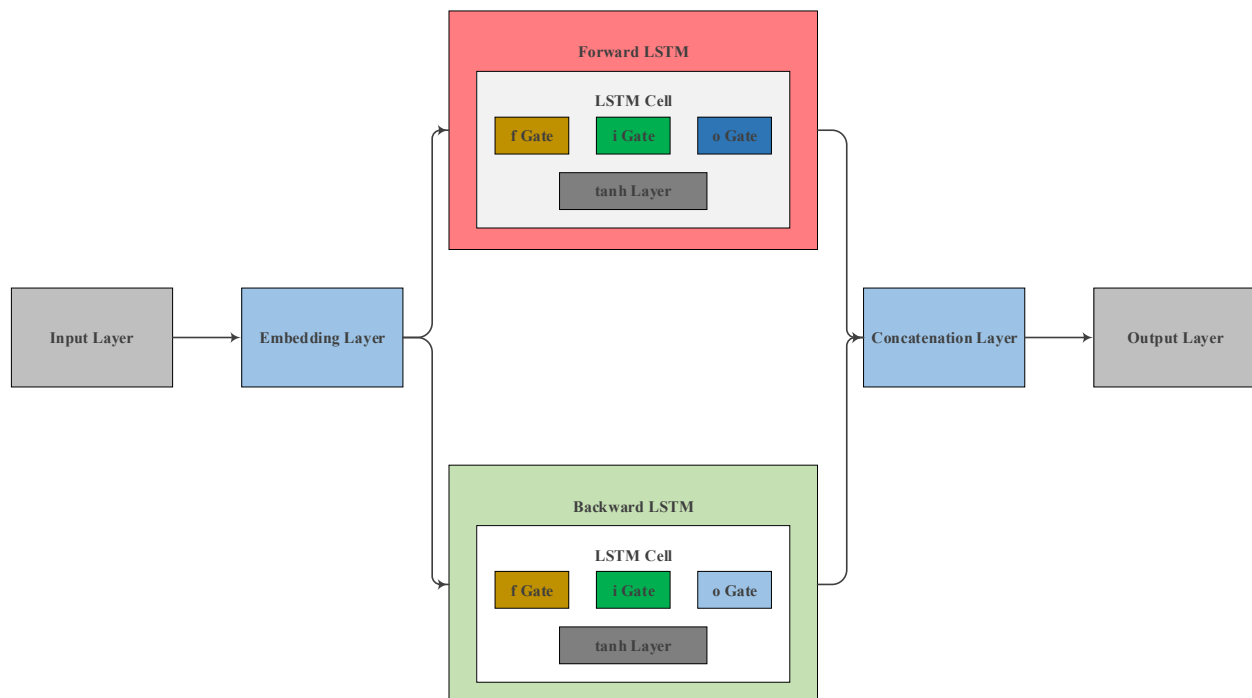 Forward LSTM
LSTM Cell
f Gate
i Gate
o Gate
tanh Layer
Input Layer
Embedding Layer
Concatenation Layer
Output Layer
Backward LSTM
LSTM Cell
f Gate
i Gate
o Gate
tanh Layer